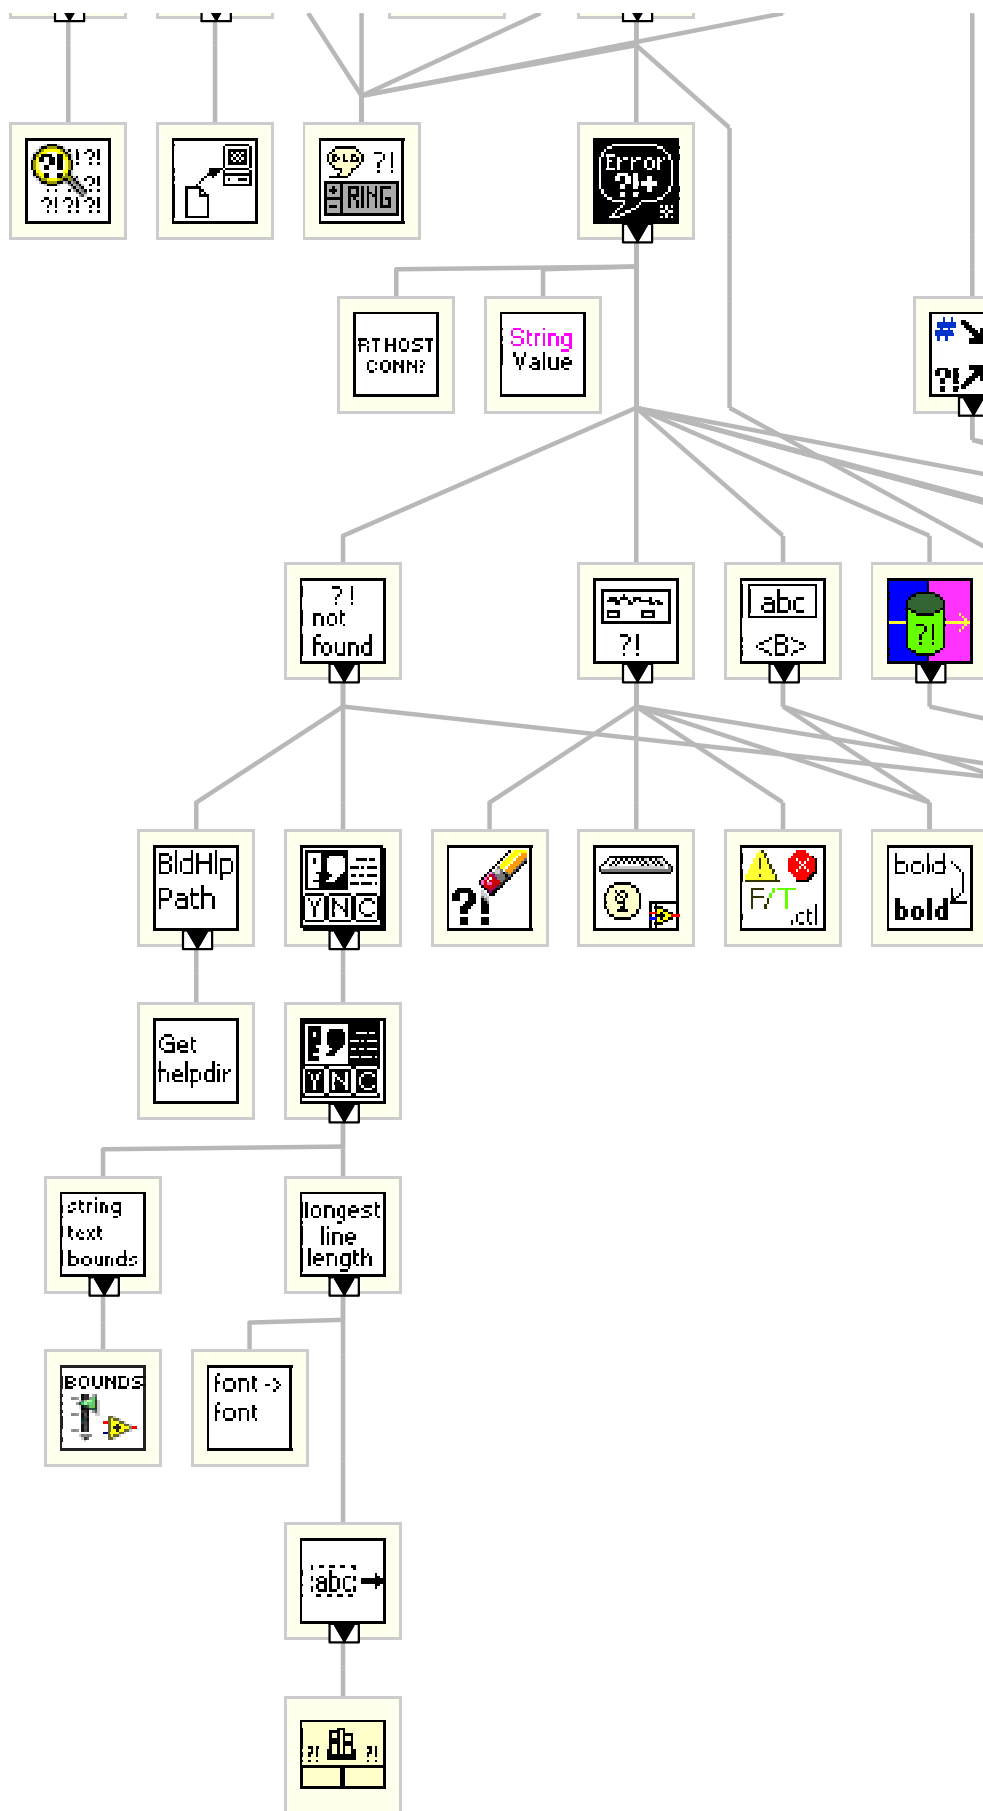 ?! !?!
?!
?!?!?!
OLD ?!
RING
Error
?!+
RTHOST
CONN?
String
Value
#
?!
?!
not
found
?!
abc
<B>
?!
BldHlp
Path
Y N C
?!
F/T
.ctl
bold
bold
Get
helpdir
Y N C
string
text
bounds
longest
line
length
BOUNDS
font ->
font
abc
?! ?!